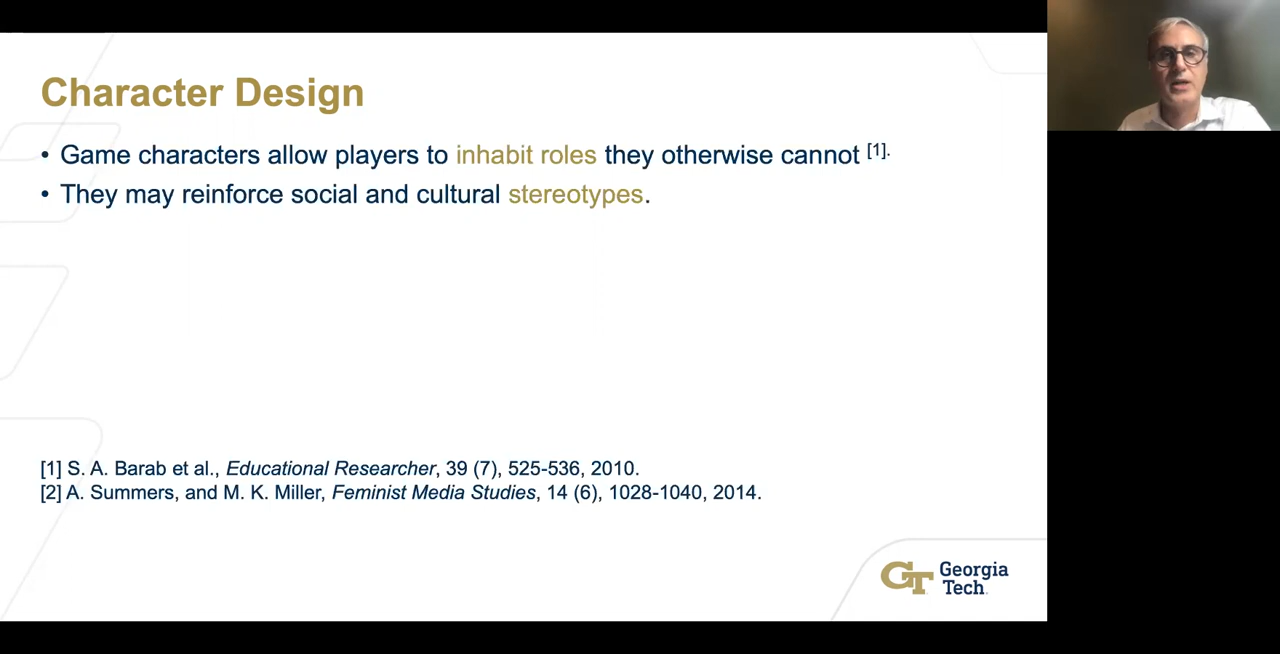 Character Design
• Game characters allow players to inhabit roles they otherwise cannot [1].
• They may reinforce social and cultural stereotypes.
[1] S. A. Barab et al., Educational Researcher, 39 (7), 525-536, 2010.
[2] A. Summers, and M. K. Miller, Feminist Media Studies, 14 (6), 1028-1040, 2014.
GT Georgia
Tech